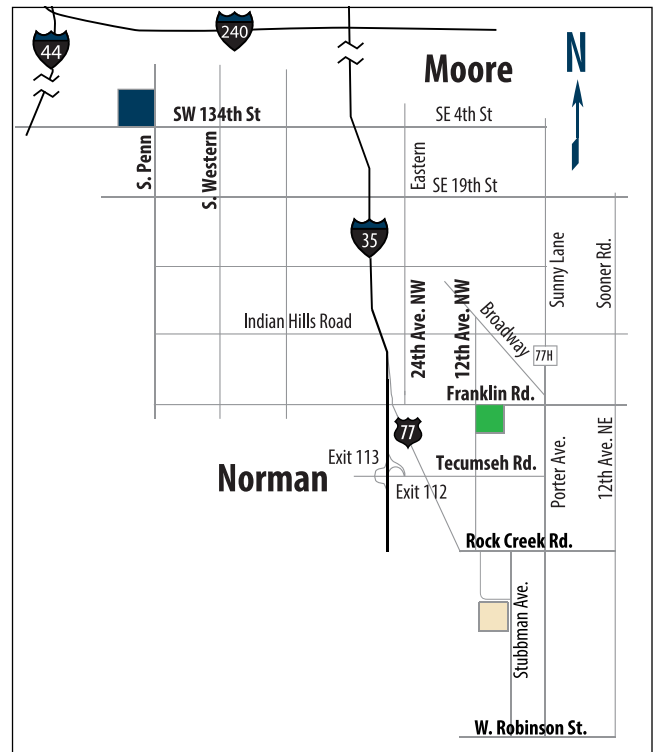 240
44
Moore
N
SW 134th St
SE 4th St
S. Penn
S. Western
Eastern
SE 19th St
35
Sunny Lane
Sooner Rd.
24th Ave. NW
12th Ave. NW
Broadway
Indian Hills Road
77H
Franklin Rd.
77
Exit 113
Tecumseh Rd.
Norman
Exit 112
Porter Ave.
12th Ave. NE
Rock Creek Rd.
Stubbman Ave.
W. Robinson St.